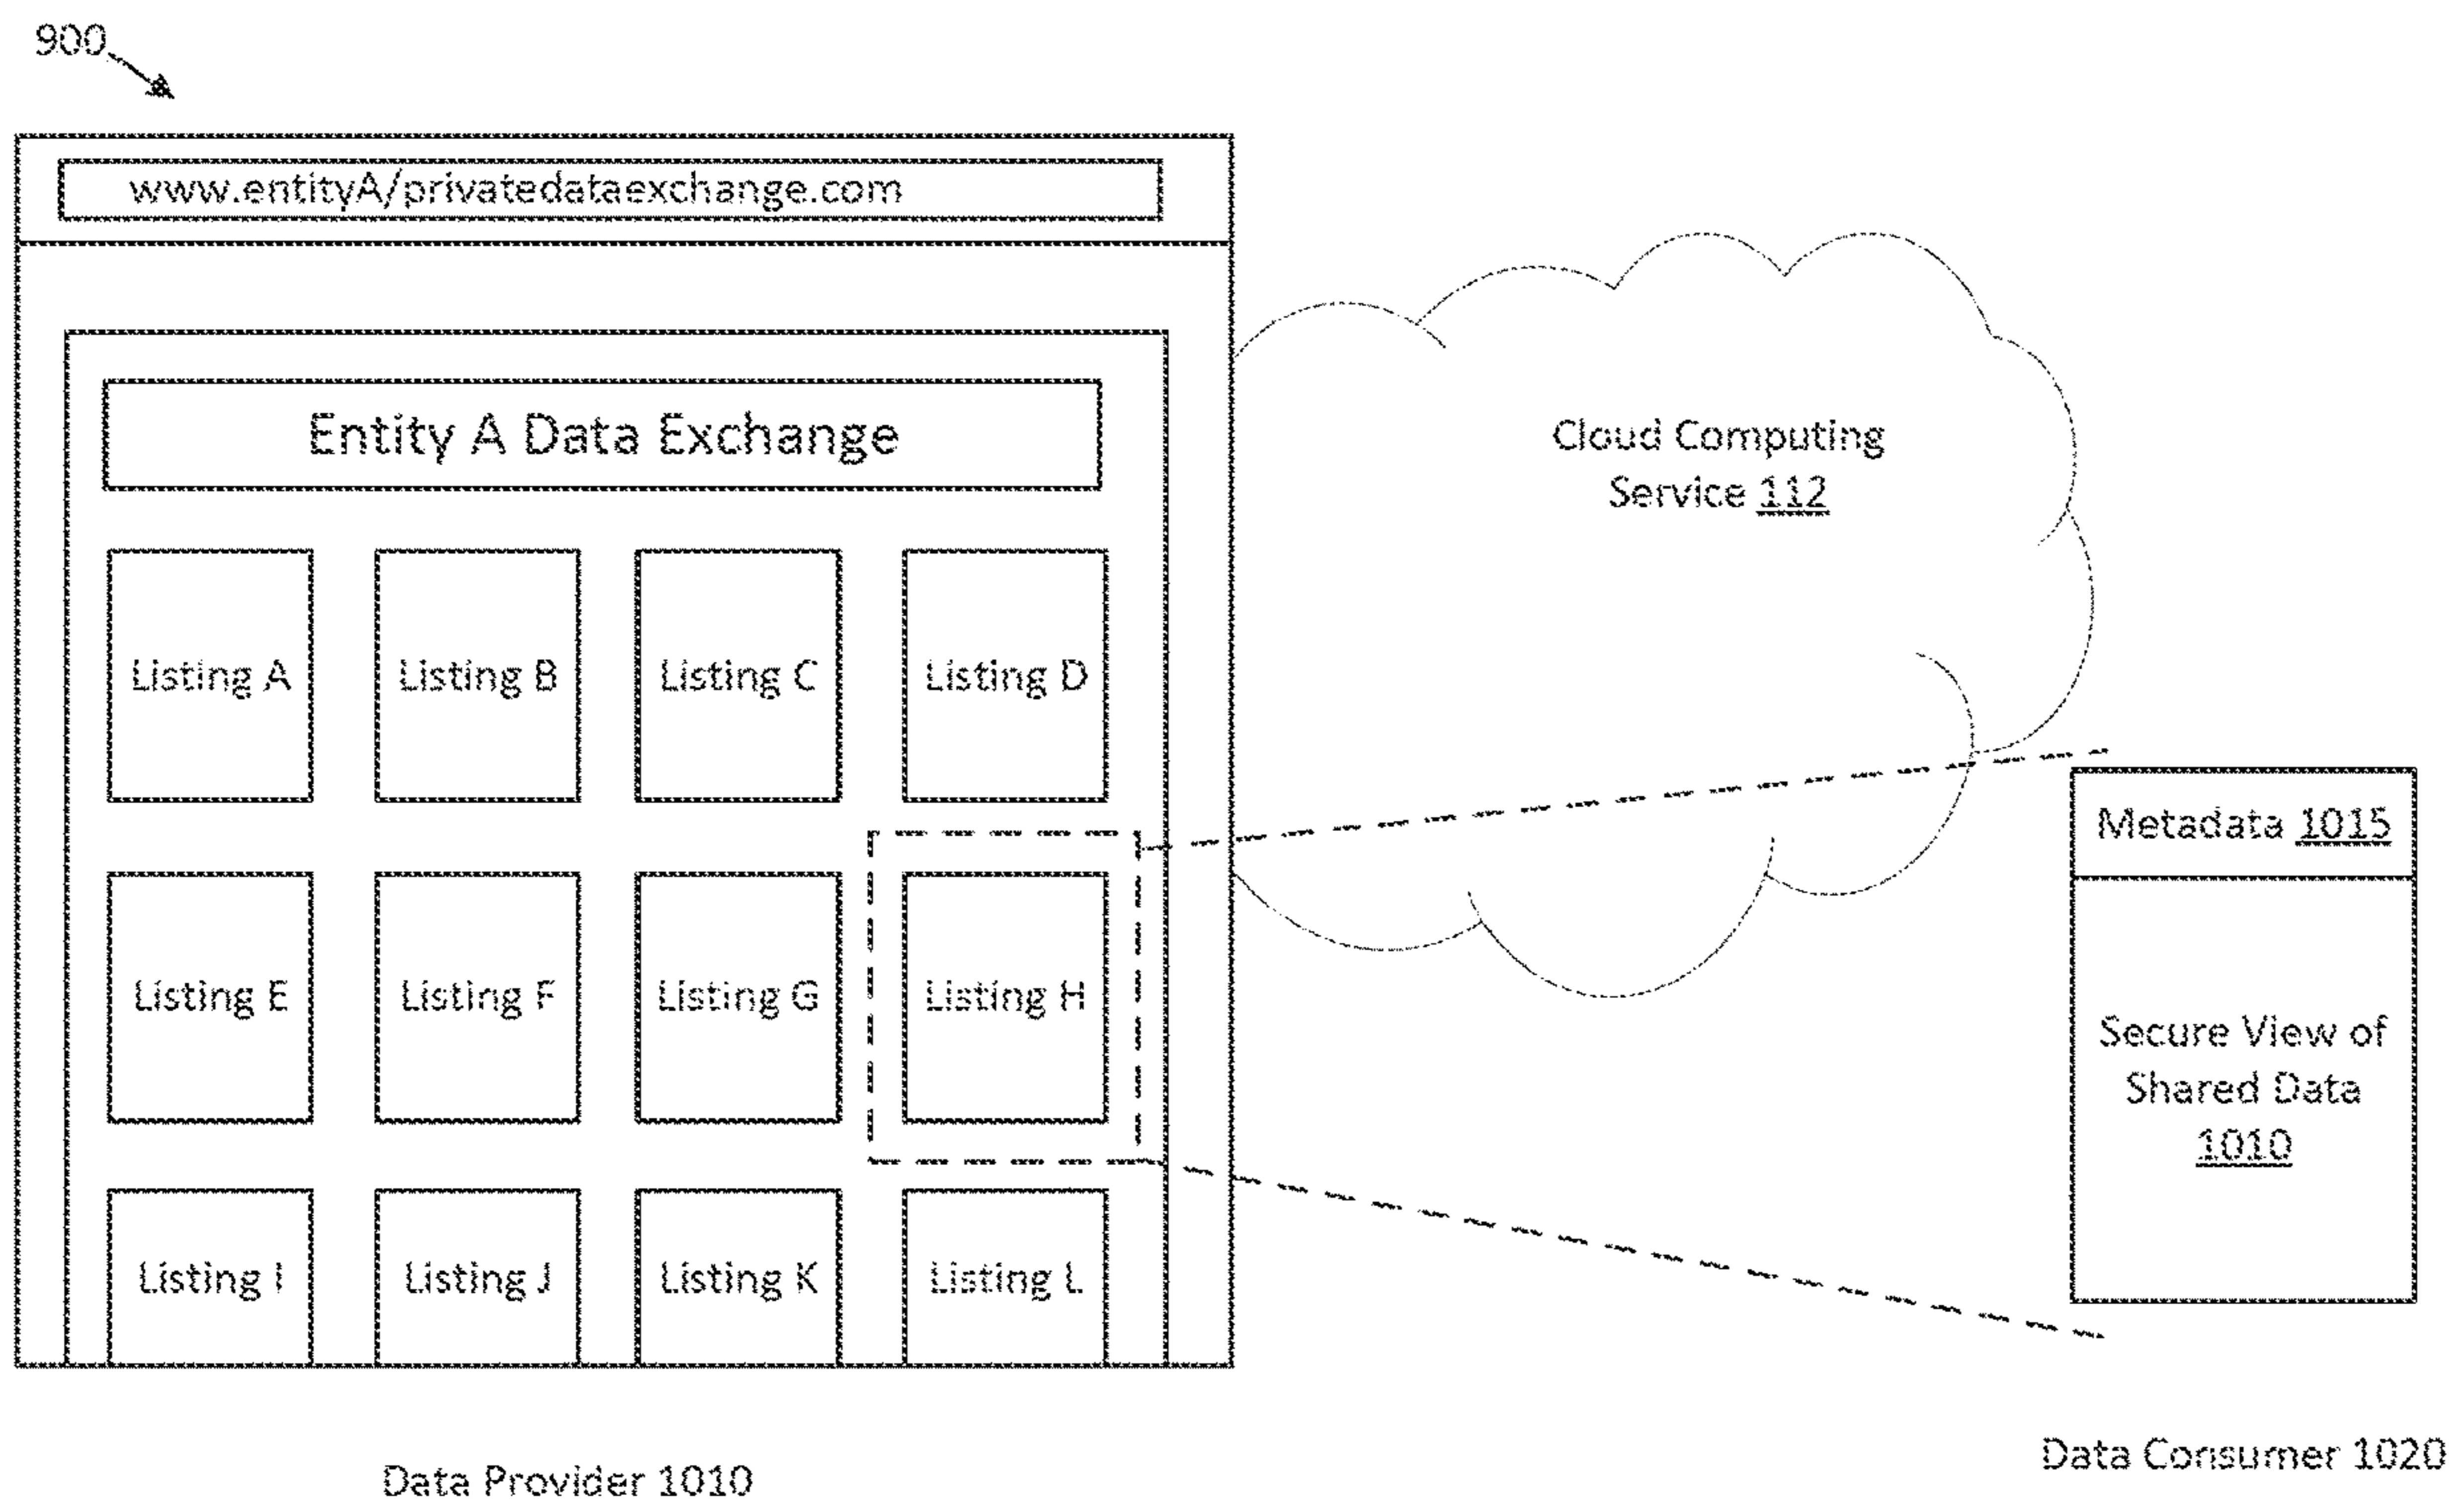 900
www.entityA/privatedataexchange.com
Entity A Data Exchange
Cloud Computing
Service 112
Listing A
Listing B
Listing C
Listing D
Listing E
Listing F
Listing G
Listing H
Listing I
Listing J
Listing K
Listing L
Metadata 1015
Secure View of
Shared Data
1010
Data Provider 1010
Data Consumer 1020